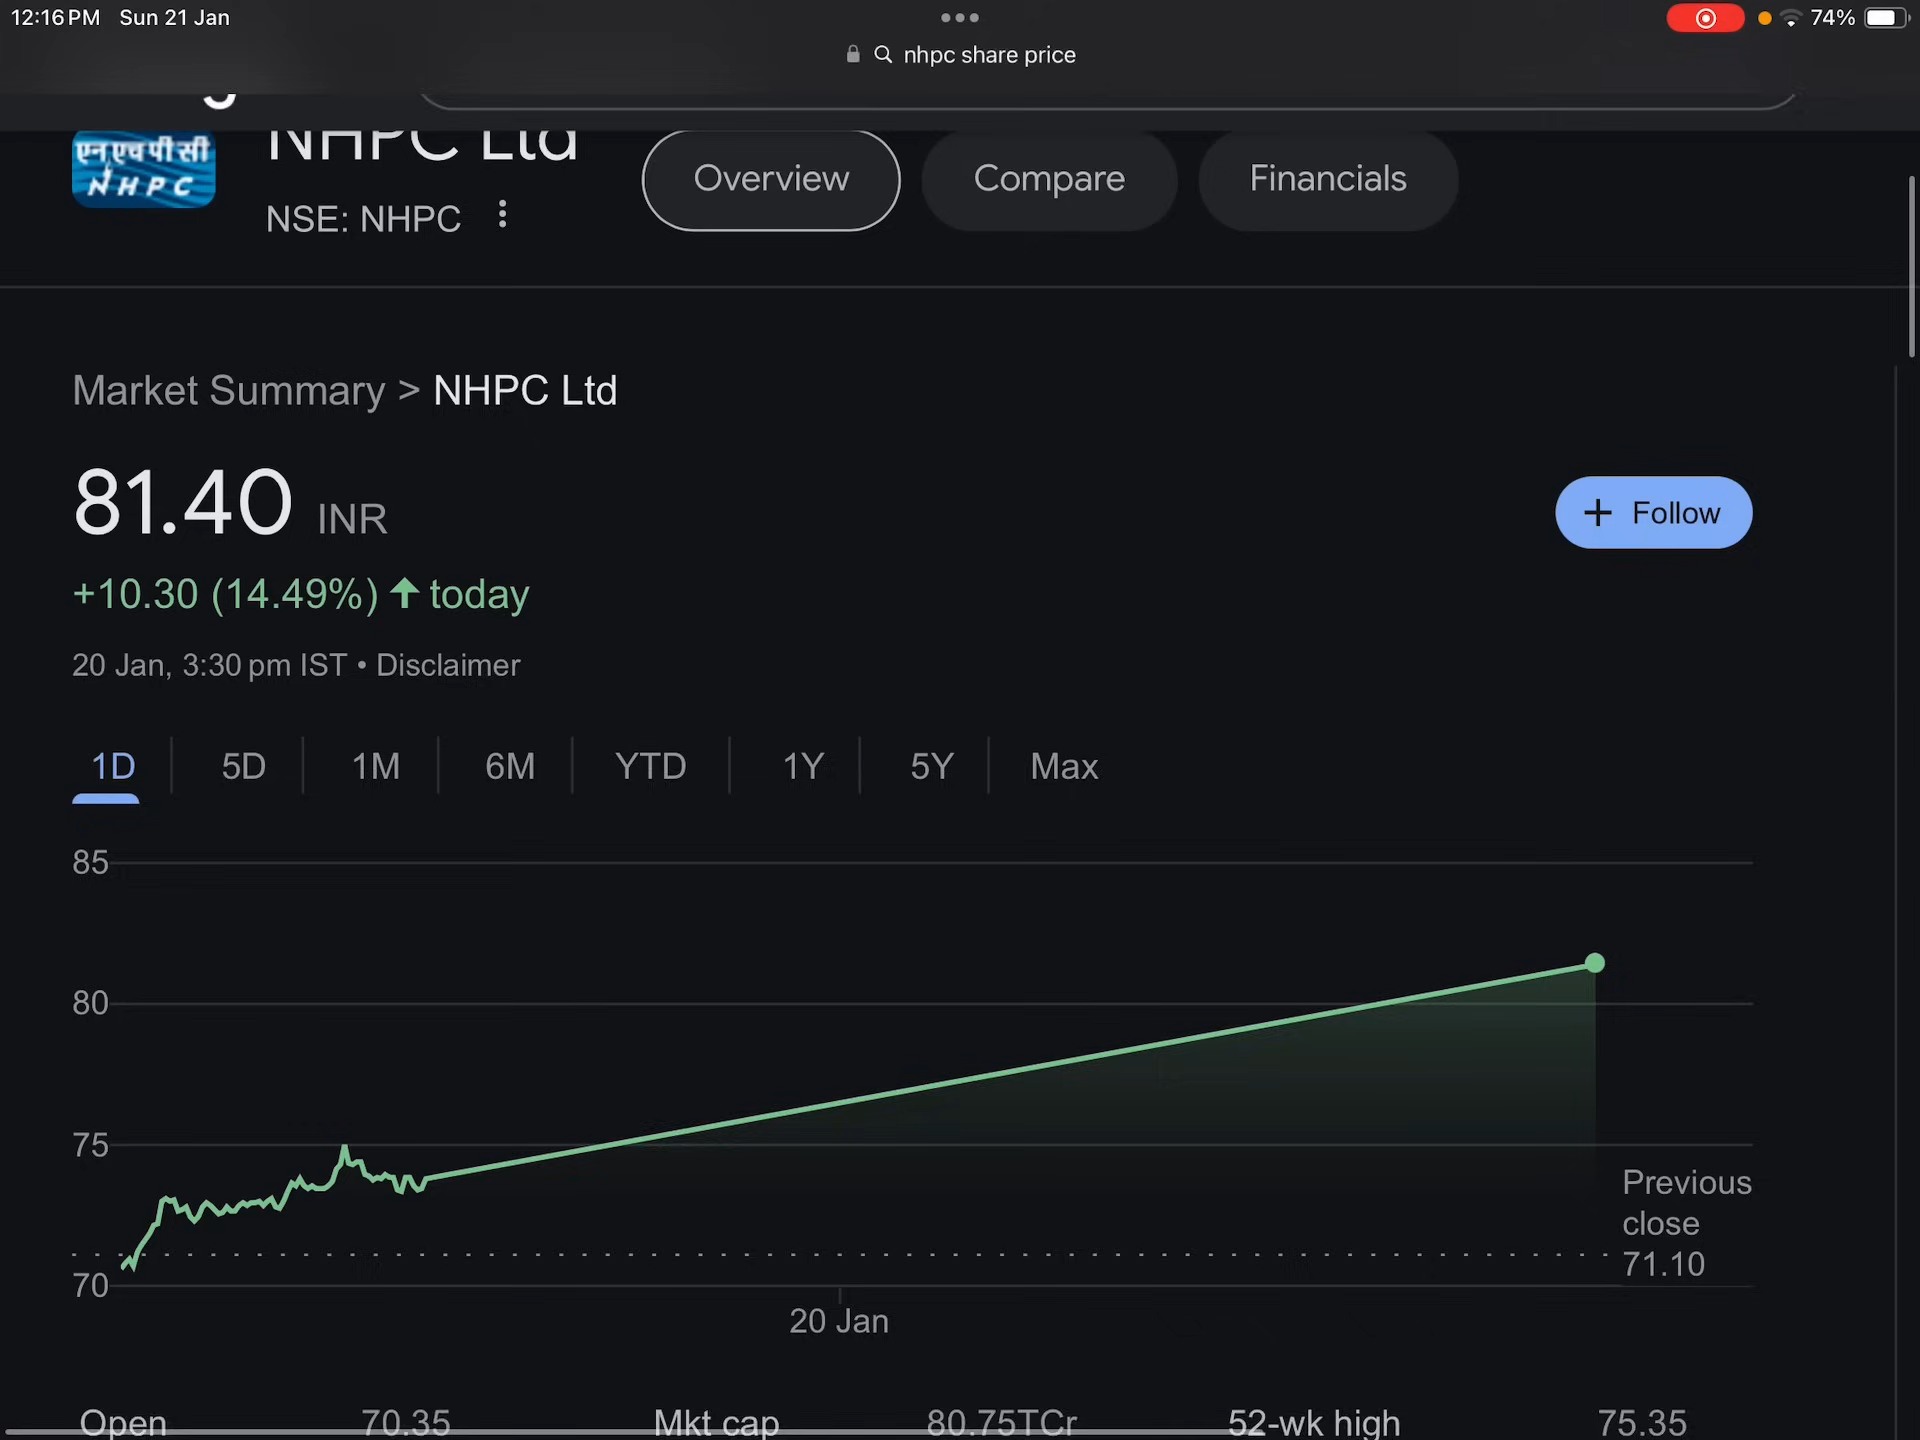 12:16 PM Sun 21 Jan
74%
nhpc share price
एनएचपीसी
NHPC
NHPC Ltd
NSE: NHPC
Overview
Compare
Financials
Market Summary > NHPC Ltd
81.40 INR
+ Follow
+10.30 (14.49%) ↑ today
20 Jan, 3:30 pm IST • Disclaimer
1D 5D 1M 6M YTD 1Y 5Y Max
85
80
75
70
Previous
close
71.10
20 Jan
Open 70.35 Mkt cap 80.75TCr 52-wk high 75.35